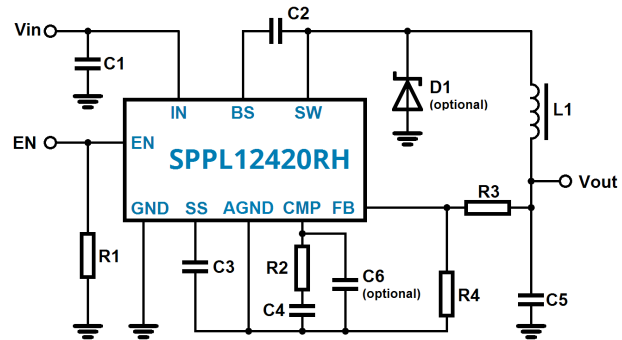 Vin
C1
C2
D1
(optional)
L1
IN
BS
SW
EN
EN
SPPL12420RH
Vout
GND
SS
AGND
CMP
FB
R3
R1
C3
R2
C6
(optional)
C4
R4
C5